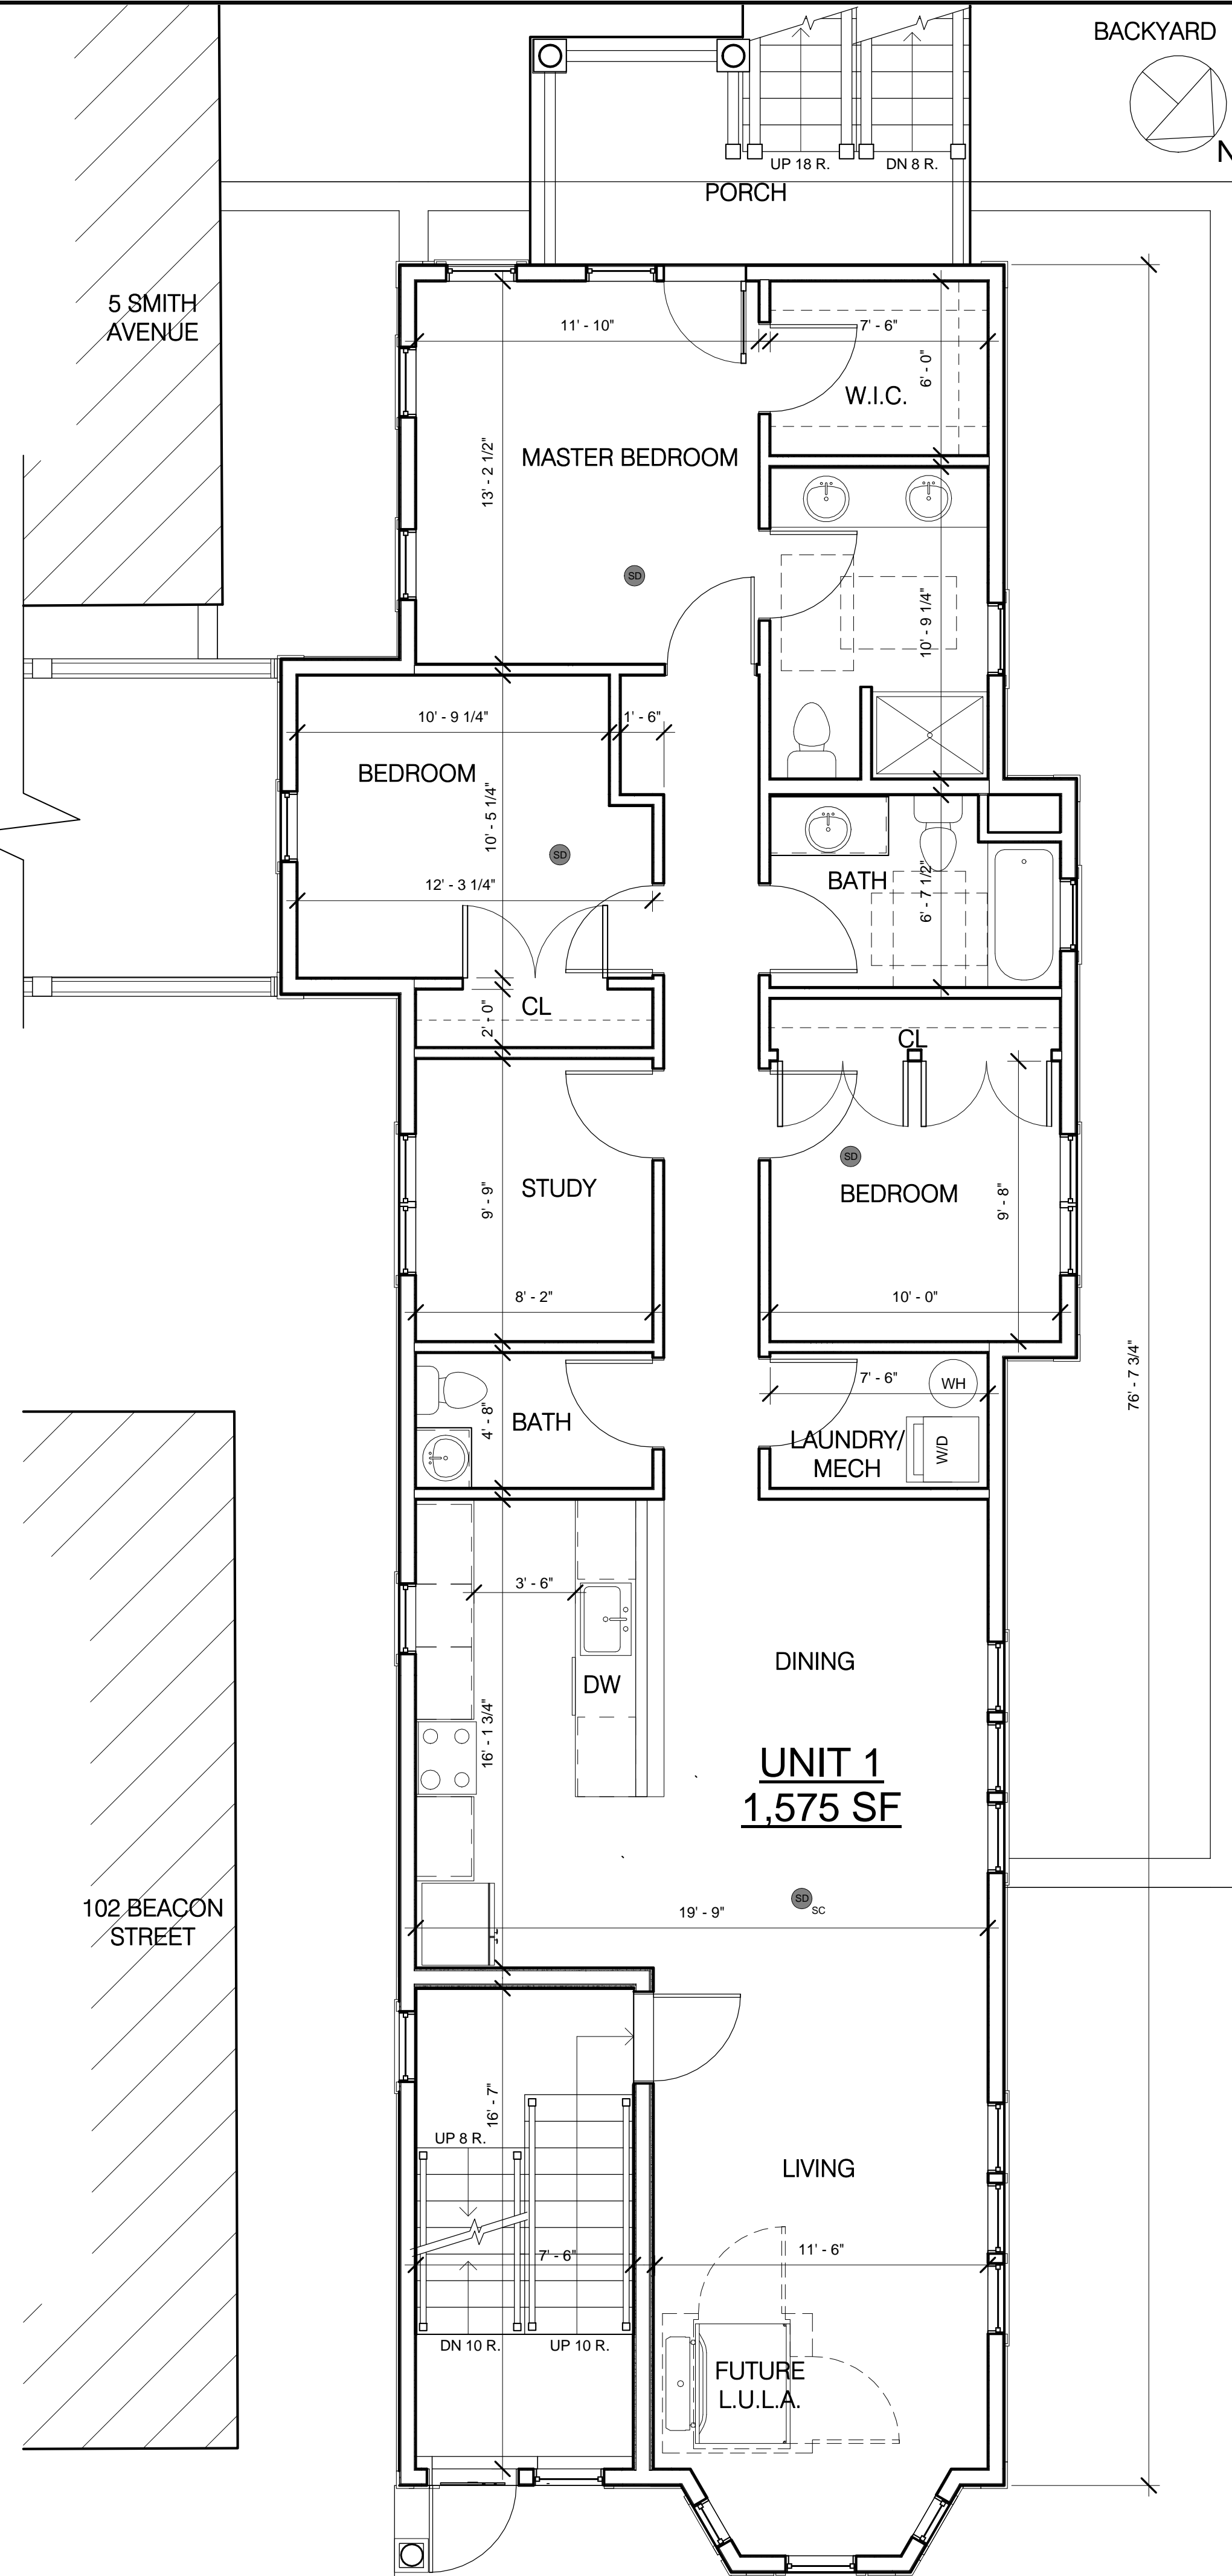 BACKYARD
N
UP 18 R.
DN 8 R.
PORCH
5 SMITH
AVENUE
11' - 10"
7' - 6"
6' - 0"
W.I.C.
MASTER BEDROOM
13' - 2 1/2"
SD
10' - 9 1/4"
10' - 9 1/4"
1' - 6"
BEDROOM
10' - 5 1/4"
SD
12' - 3 1/4"
BATH
6' - 7 1/2"
CL
2' - 0"
CL
SD
STUDY
9' - 9"
BEDROOM
9' - 8"
8' - 2"
10' - 0"
76' - 7 3/4"
7' - 6"
WH
BATH
4' - 8"
LAUNDRY/
MECH
W/D
3' - 6"
DINING
DW
16' - 1 3/4"
UNIT 1
1,575 SF
SD
SC
19' - 9"
102 BEACON
STREET
16' - 7"
UP 8 R.
LIVING
7' - 6"
11' - 6"
DN 10 R.
UP 10 R.
FUTURE
L.U.L.A.